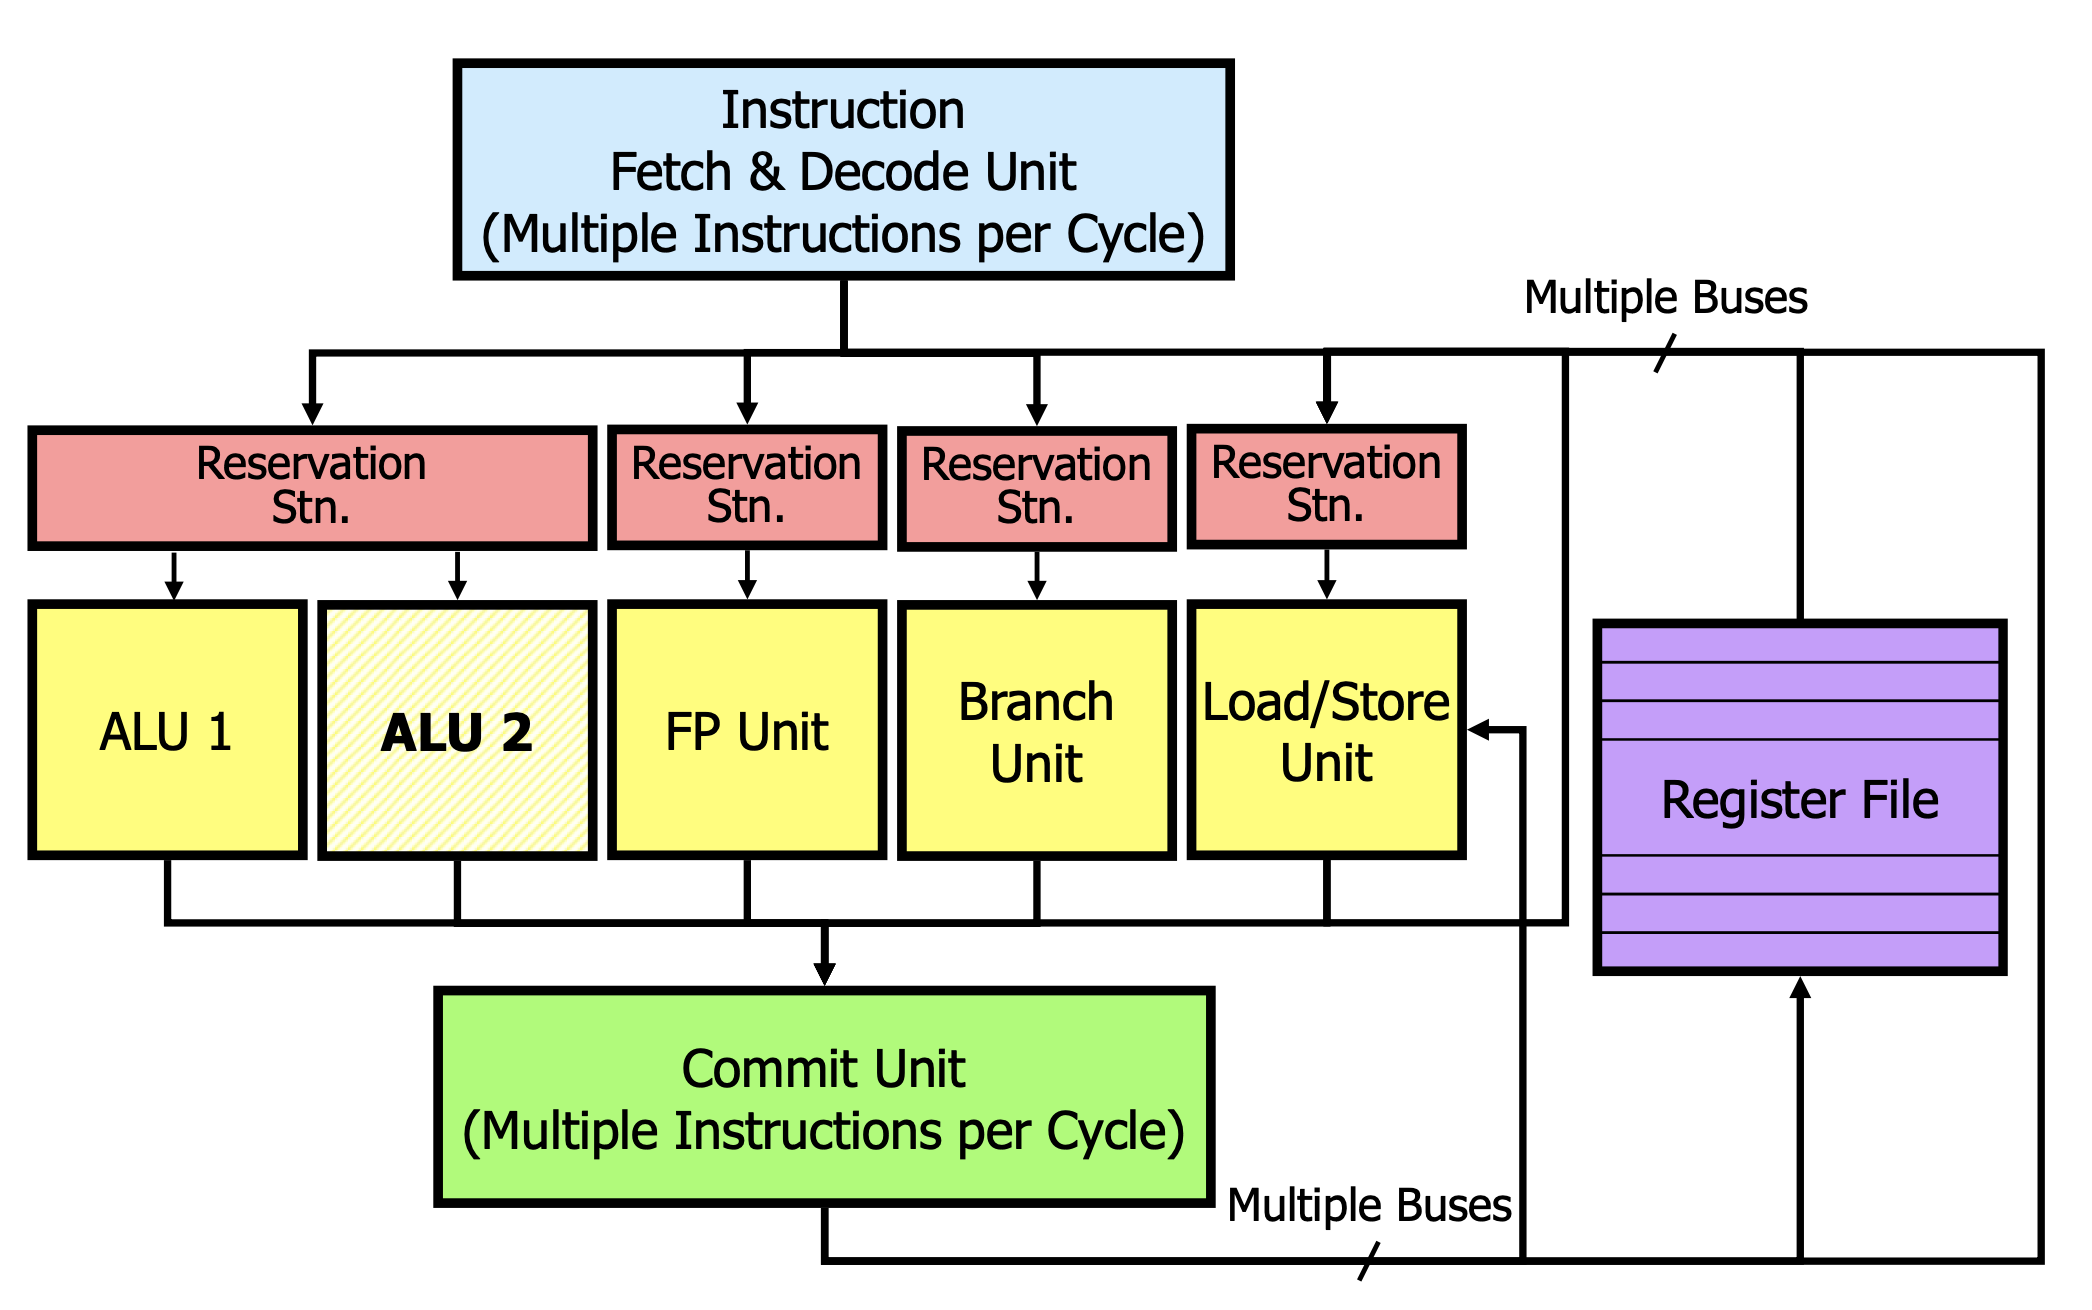 Instruction
Fetch & Decode Unit
(Multiple Instructions per Cycle)
Multiple Buses
Reservation
Stn.
Reservation
Stn.
Reservation
Stn.
Reservation
Stn.
ALU 1
ALU 2
FP Unit
Branch
Unit
Load/Store
Unit
Register File
Commit Unit
(Multiple Instructions per Cycle)
Multiple Buses